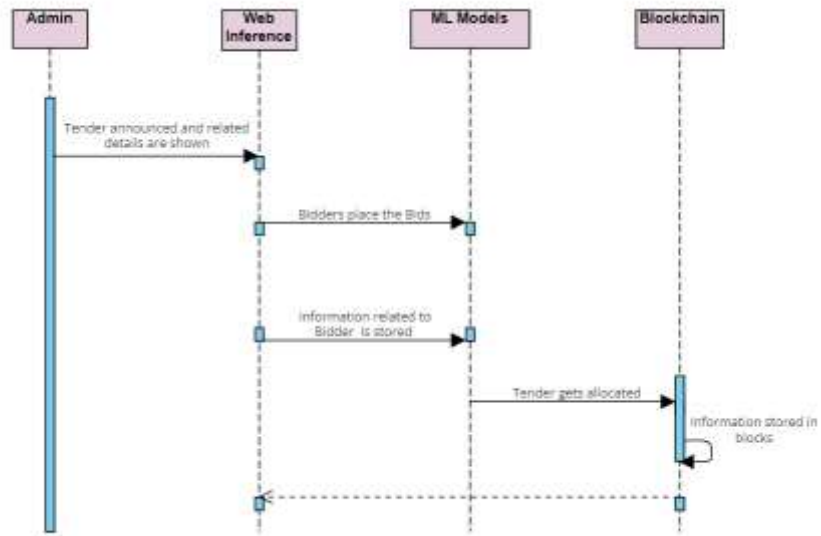 Admin
Web
Inference
ML Models
Blockchain
Tender announced and related
details are shown
Bidders place the Bids
Information related to
Bidder is stored
Tender gets allocated
Information stored in
blocks